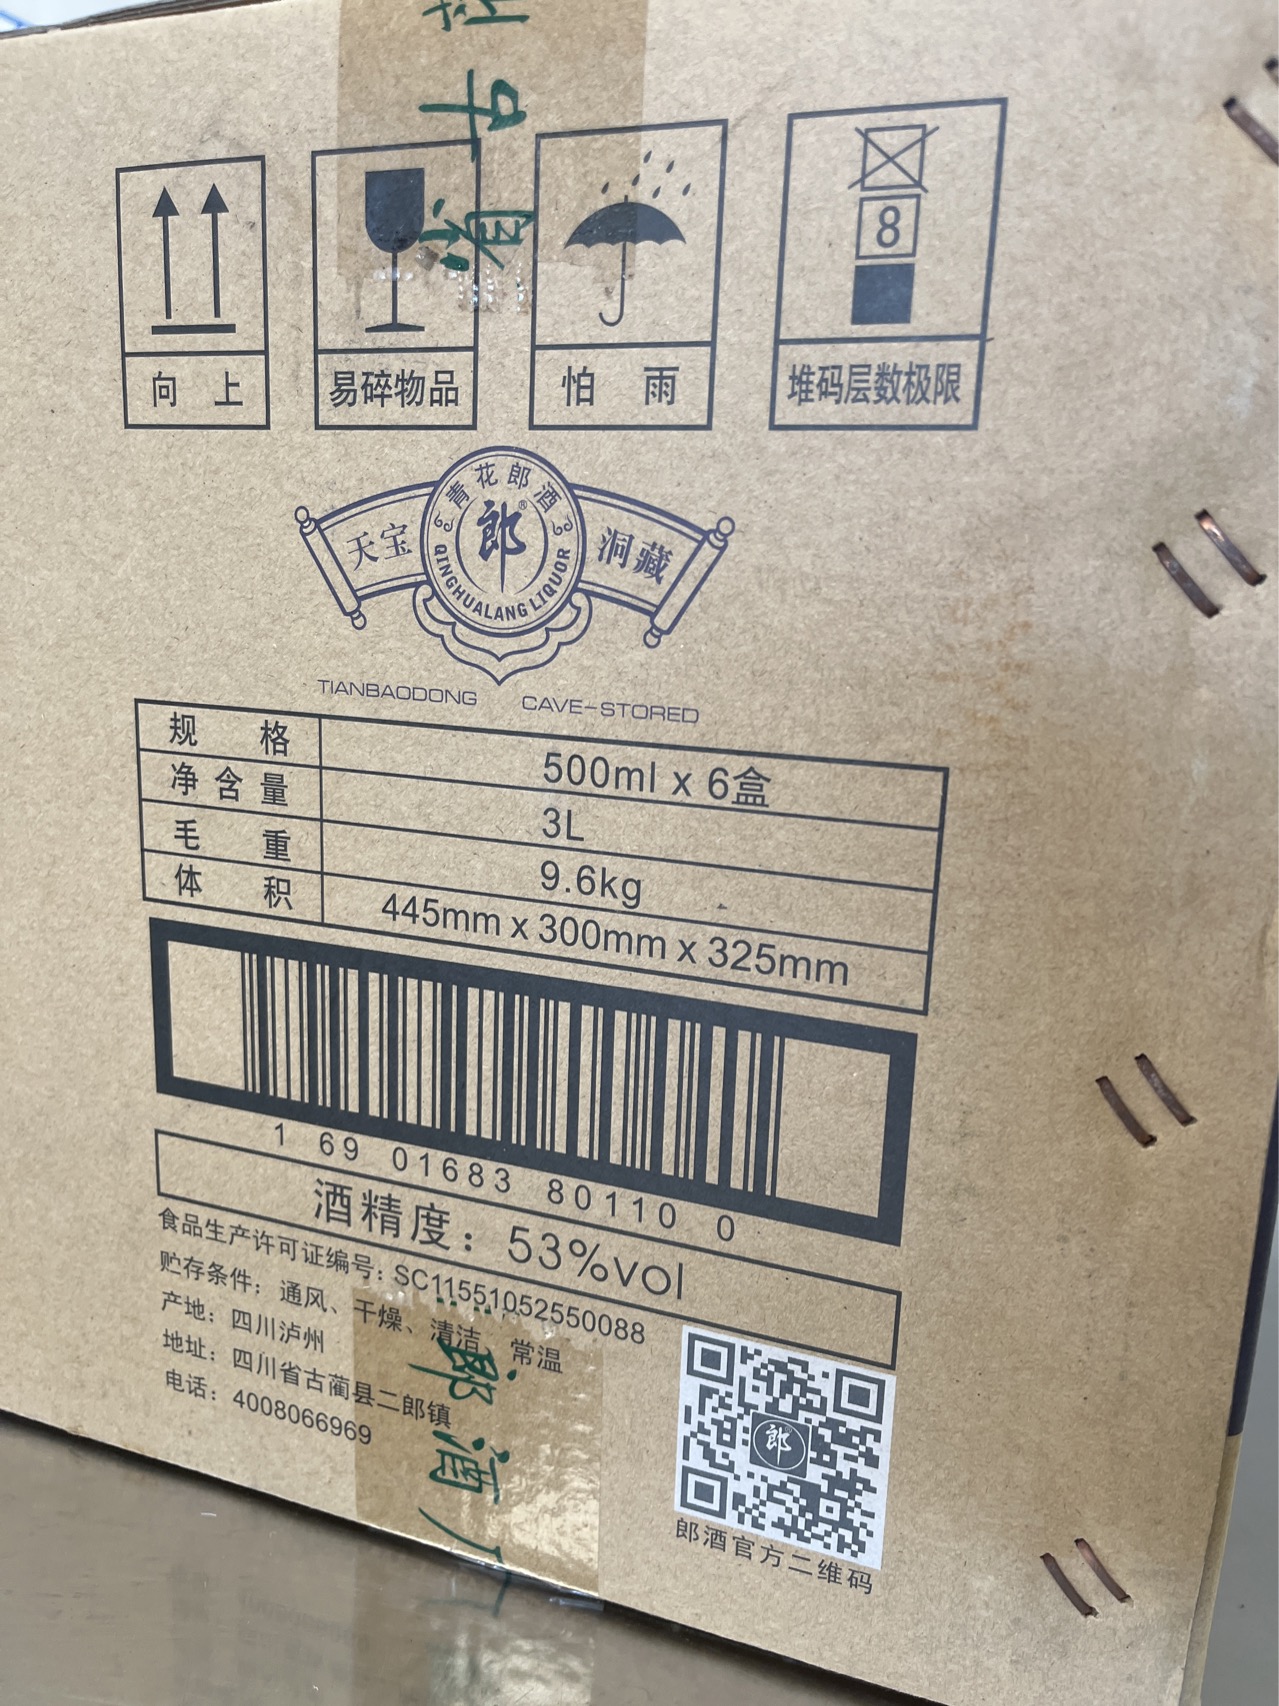 8
向 上
易碎物品
怕 雨
堆码层数极限
青花郎酒
天宝
郎®
洞藏
QINGHUALANG LIQUOR
TIANBAODONG CAVE-STORED
规 格 500ml x 6盒
净含量 3L
毛 重 9.6kg
体 积 445mm x 300mm x 325mm
1 69 01683 80110 0
酒精度：53%vol
食品生产许可证编号：SC11551052550088
贮存条件：通风、干燥、清洁、常温
产地：四川泸州
地址：四川省古蔺县二郎镇
电话：4008066969
郎
郎酒官方二维码
郎酒厂